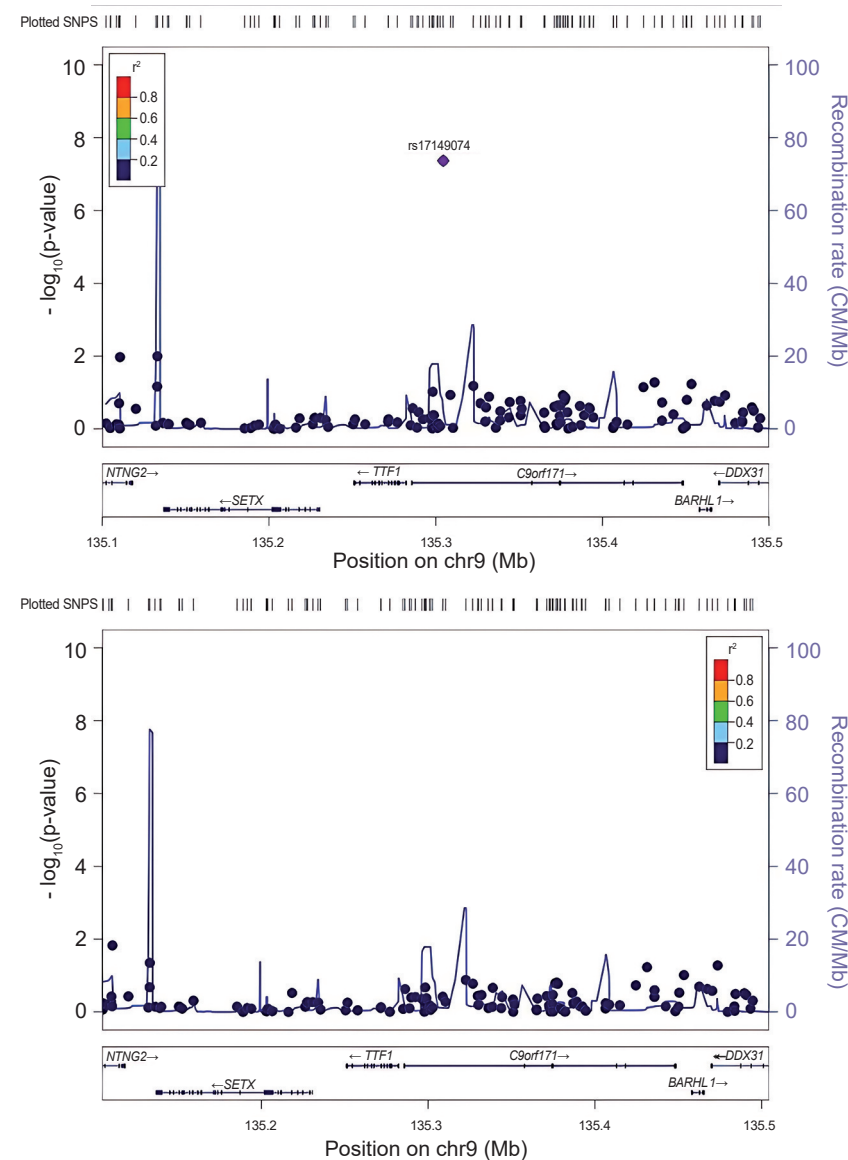 Plotted SNPS
r²
0.8
0.6
0.4
0.2
rs17149074
10
8
6
4
2
0
- log10(p-value)
100
80
60
40
20
0
Recombination rate (CM/Mb)
NTNG2→
←SETX
← TTF1
C9orf171→
BARHL1→
←DDX31
135.1 135.2 135.3 135.4 135.5
Position on chr9 (Mb)
Plotted SNPS
r²
0.8
0.6
0.4
0.2
10
8
6
4
2
0
- log10(p-value)
100
80
60
40
20
0
Recombination rate (CM/Mb)
NTNG2→
←SETX
← TTF1
C9orf171→
BARHL1→
←DDX31
135.2 135.3 135.4 135.5
Position on chr9 (Mb)